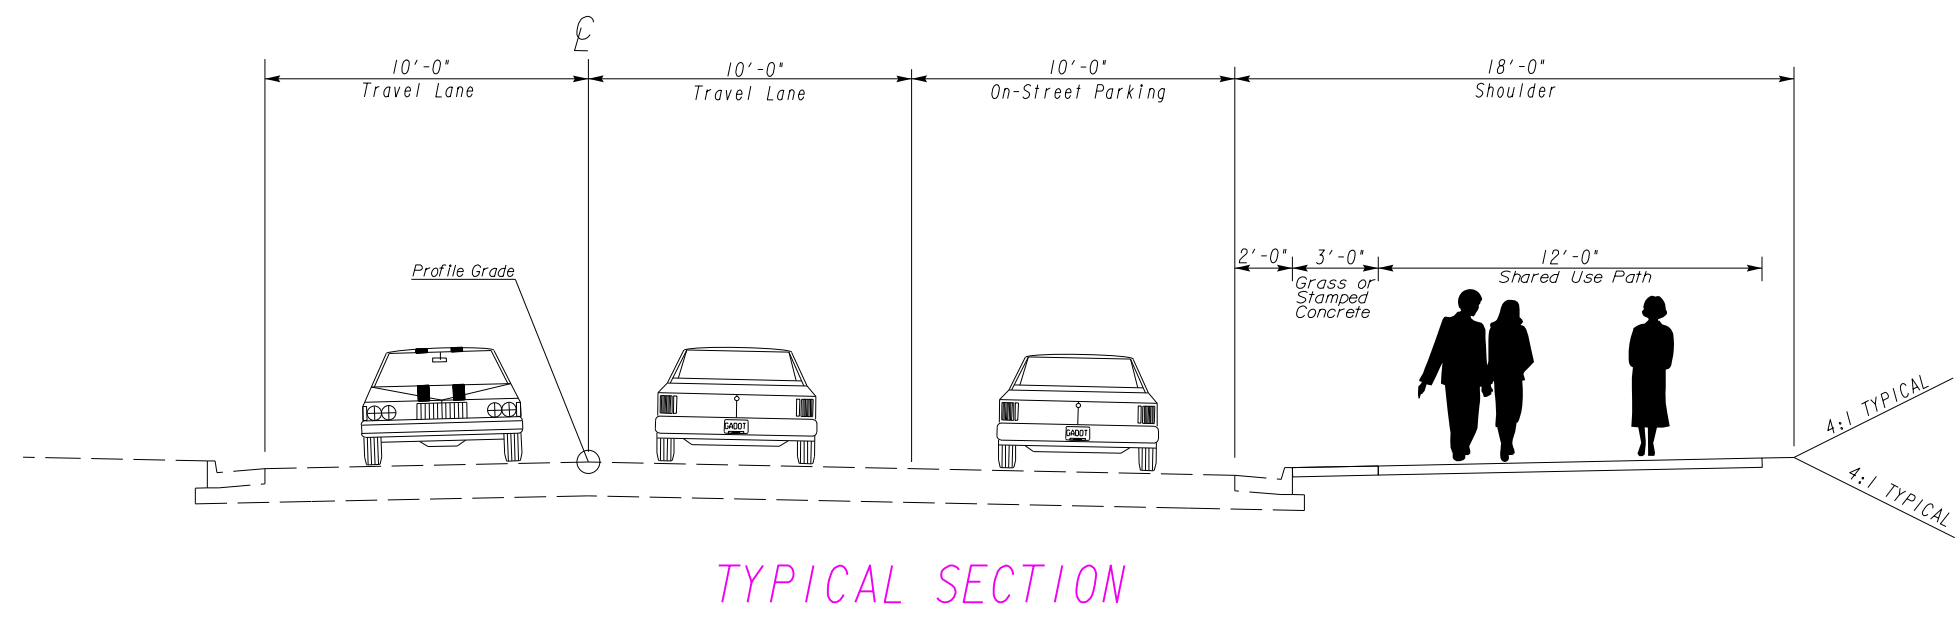 ℄
10'-0" 10'-0" 10'-0" 18'-0"
Travel Lane Travel Lane On-Street Parking Shoulder
2'-0" 3'-0" 12'-0"
Profile Grade
Grass or
Stamped
Concrete
Shared Use Path
GADOT GADOT
4:1 TYPICAL
4:1 TYPICAL
TYPICAL SECTION